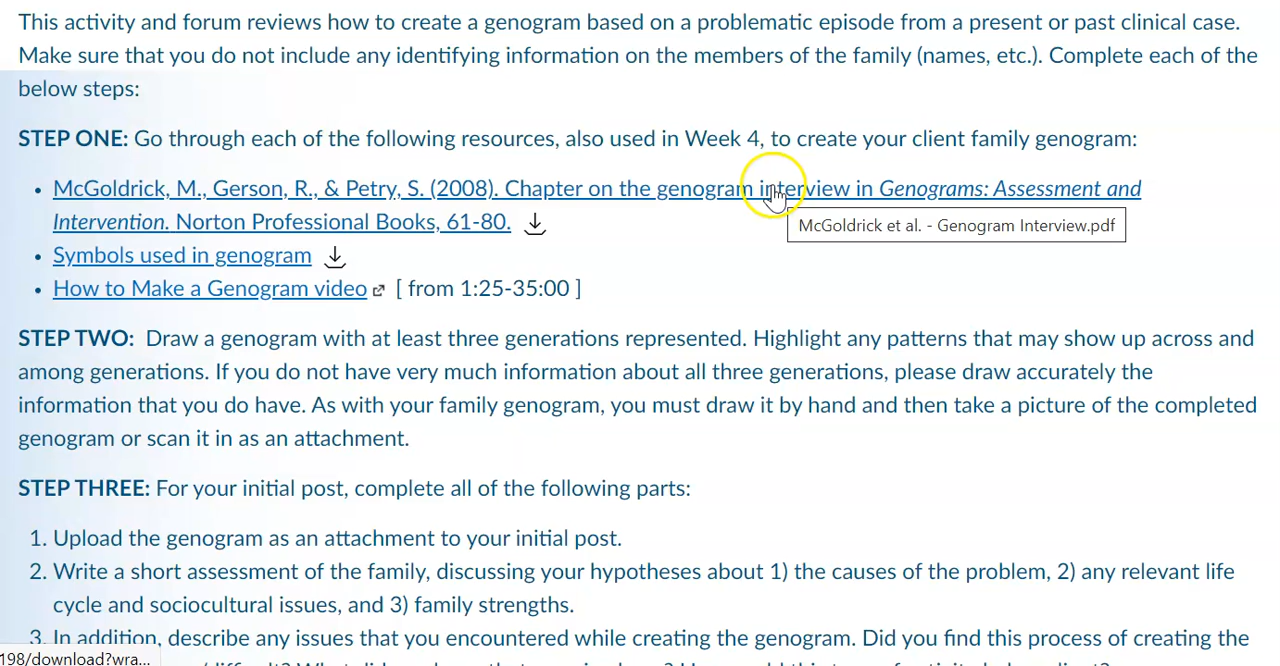 This activity and forum reviews how to create a genogram based on a problematic episode from a present or past clinical case.
Make sure that you do not include any identifying information on the members of the family (names, etc.). Complete each of the
below steps:
STEP ONE: Go through each of the following resources, also used in Week 4, to create your client family genogram:
• McGoldrick, M., Gerson, R., & Petry, S. (2008). Chapter on the genogram interview in Genograms: Assessment and
Intervention. Norton Professional Books, 61-80.
McGoldrick et al. - Genogram Interview.pdf
• Symbols used in genogram
• How to Make a Genogram video [ from 1:25-35:00 ]
STEP TWO: Draw a genogram with at least three generations represented. Highlight any patterns that may show up across and
among generations. If you do not have very much information about all three generations, please draw accurately the
information that you do have. As with your family genogram, you must draw it by hand and then take a picture of the completed
genogram or scan it in as an attachment.
STEP THREE: For your initial post, complete all of the following parts:
1. Upload the genogram as an attachment to your initial post.
2. Write a short assessment of the family, discussing your hypotheses about 1) the causes of the problem, 2) any relevant life
cycle and sociocultural issues, and 3) family strengths.
3. In addition, describe any issues that you encountered while creating the genogram. Did you find this process of creating the
198/download?wra...